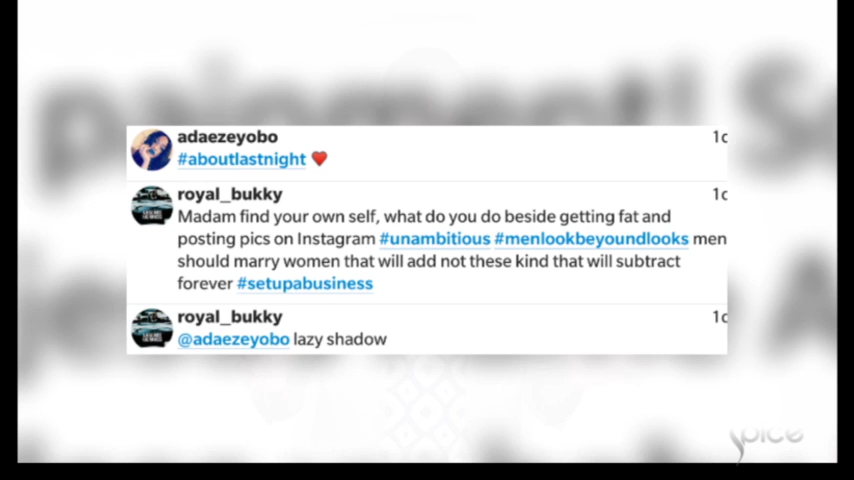 adaezeyobo
1d
#aboutlastnight ❤
royal_bukky
1d
Madam find your own self, what do you do beside getting fat and
posting pics on Instagram #unambitious #menlookbeyoundlooks men
should marry women that will add not these kind that will subtract
forever #setupabusiness
royal_bukky
1d
@adaezeyobo lazy shadow
Spice